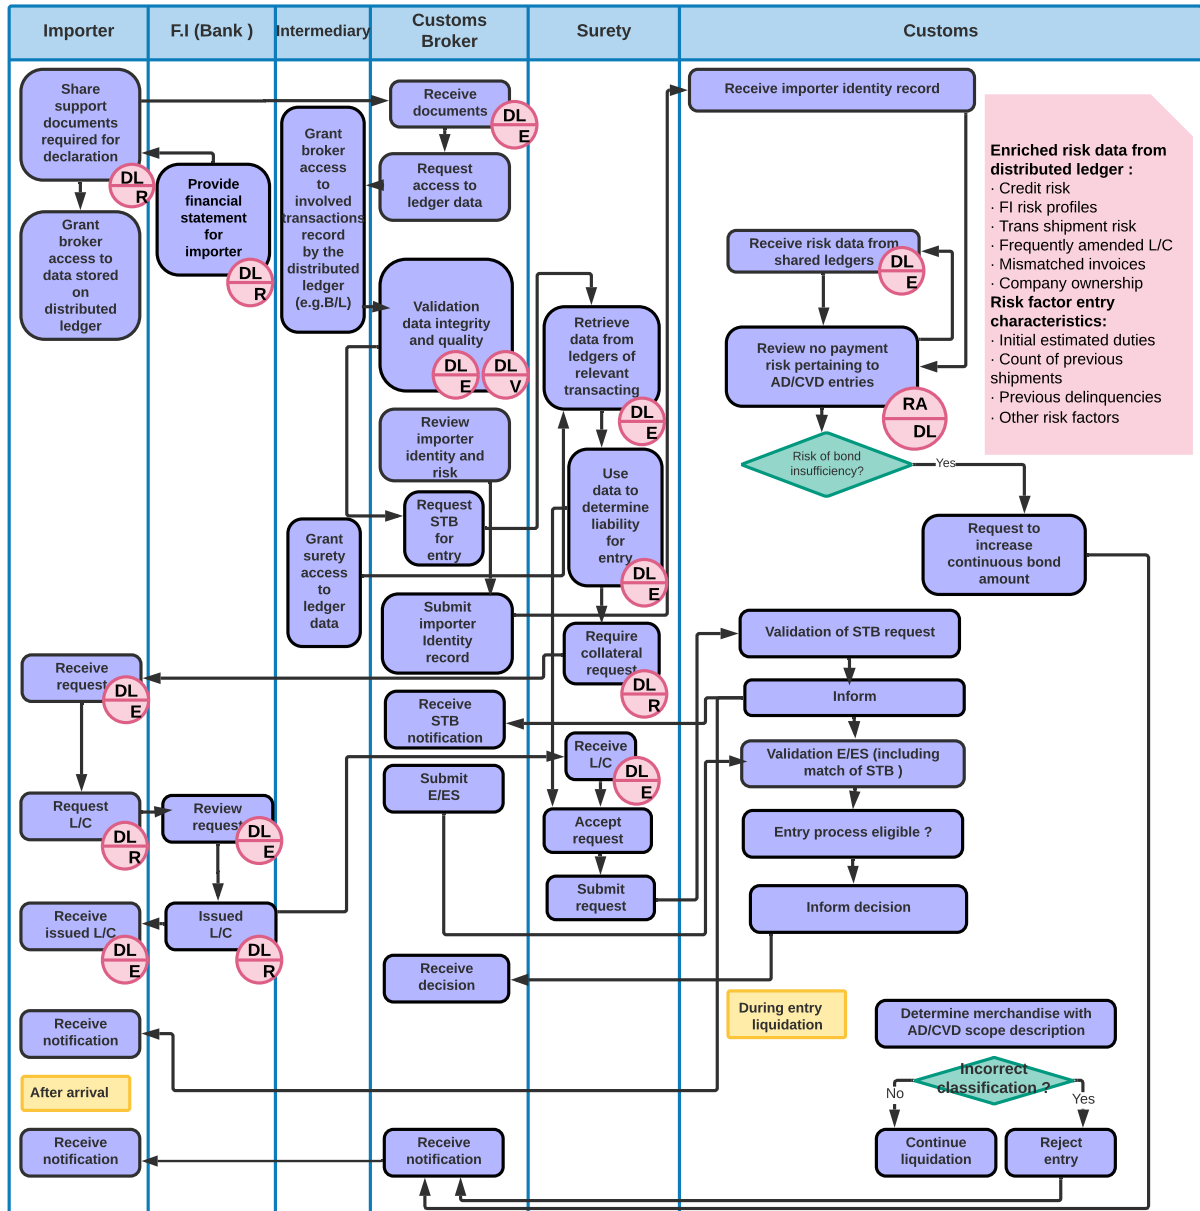 Importer
F.I (Bank )
Intermediary
Customs
Broker
Surety
Customs
Share
support
documents
required for
declaration
DL
R
Grant
broker
access to
data stored
on
distributed
ledger
Provide
financial
statement
for
importer
DL
R
Grant
broker
access
to
involved
transactions
record
by the
distributed
ledger
(e.g.B/L)
Receive
documents
DL
E
Request
access to
ledger data
Validation
data integrity
and quality
DL
E
DL
V
Review
importer
identity and
risk
Request
STB
for
entry
Grant
surety
access
to
ledger
data
Submit
importer
Identity
record
Retrieve
data from
ledgers of
relevant
transacting
DL
E
Use
data to
determine
liability
for
entry
DL
E
Require
collateral
request
DL
R
Receive importer identity record
Receive risk data from
shared ledgers
DL
E
Review no payment
risk pertaining to
AD/CVD entries
RA
DL
Risk of bond
insufficiency?
Yes
Request to
increase
continuous bond
amount
Enriched risk data from
distributed ledger :
· Credit risk
· FI risk profiles
· Trans shipment risk
· Frequently amended L/C
· Mismatched invoices
· Company ownership
Risk factor entry
characteristics:
· Initial estimated duties
· Count of previous
shipments
· Previous delinquencies
· Other risk factors
Validation of STB request
Inform
Validation E/ES (including
match of STB )
Entry process eligible ?
Inform decision
Receive
request
DL
E
Receive
STB
notification
Submit
E/ES
Receive
L/C
DL
E
Accept
request
Submit
request
Request
L/C
DL
R
Review
request
DL
E
Receive
issued L/C
DL
E
Issued
L/C
DL
R
Receive
decision
Receive
notification
After arrival
During entry
liquidation
Determine merchandise with
AD/CVD scope description
Incorrect
classification ?
No
Yes
Continue
liquidation
Reject
entry
Receive
notification
Receive
notification